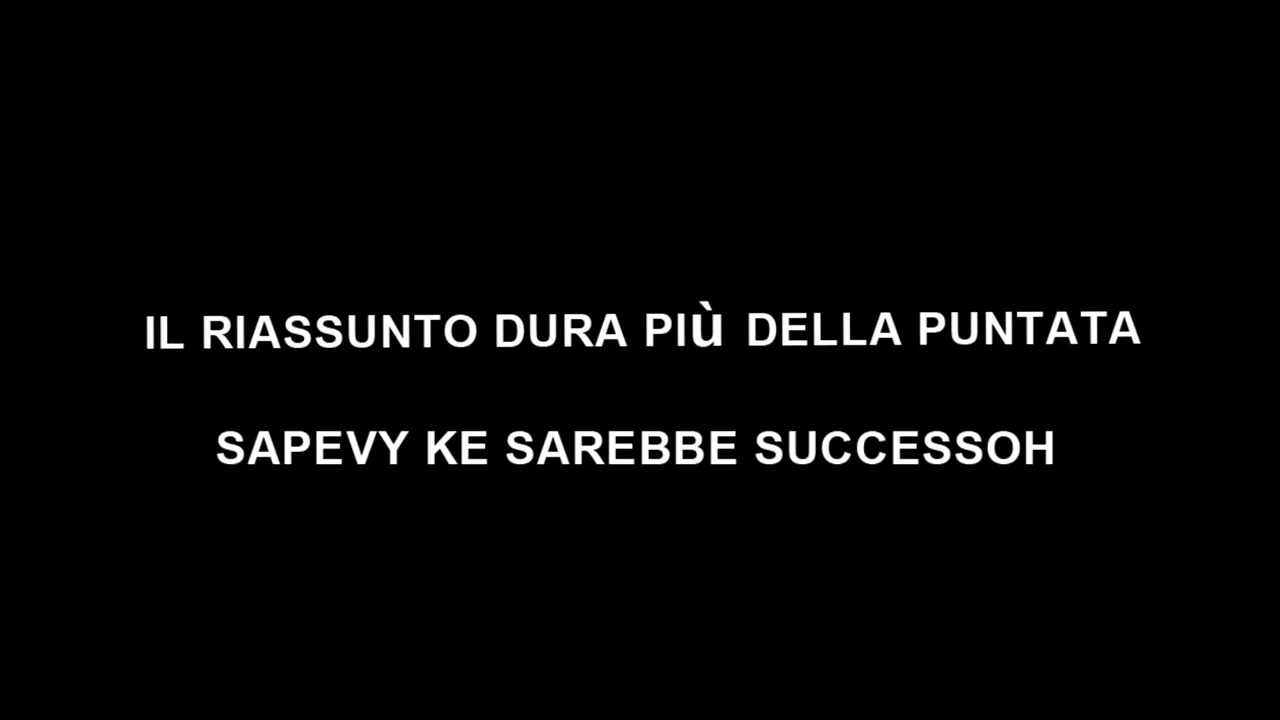 IL RIASSUNTO DURA PIù DELLA PUNTATA
SAPEVY KE SAREBBE SUCCESSOH